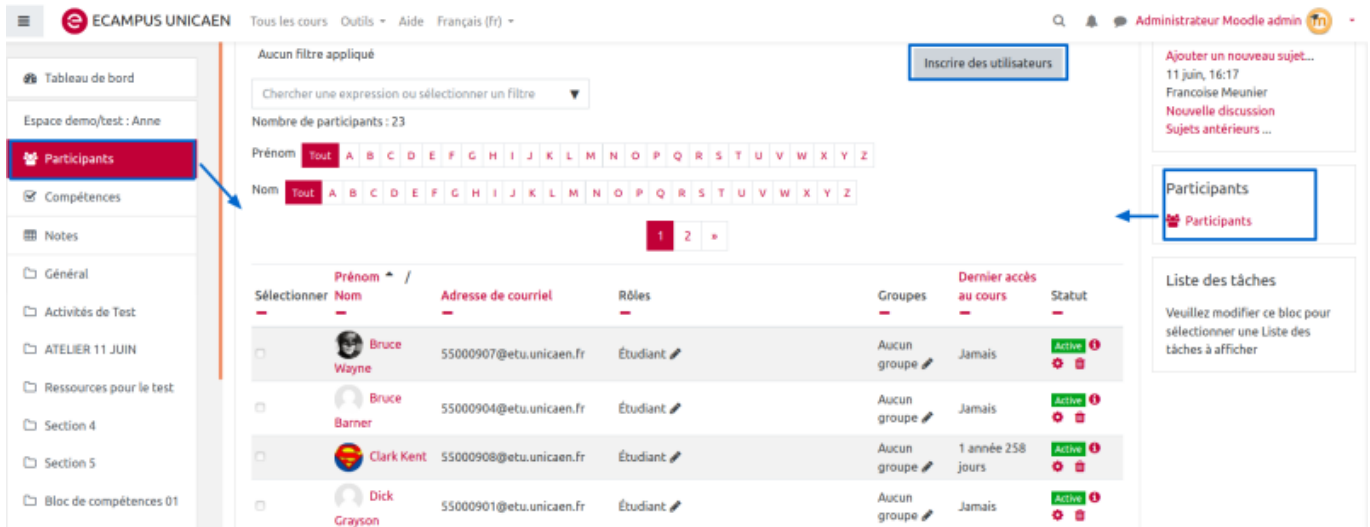 ECAMPUS UNICAEN Tous les cours Outils Aide Français (fr) Administrateur Moodle admin
Tableau de bord
Espace demo/test : Anne
Participants
Compétences
Notes
Général
Activités de Test
ATELIER 11 JUIN
Ressources pour le test
Section 4
Section 5
Bloc de compétences 01
Aucun filtre appliqué
Inscrire des utilisateurs
Chercher une expression ou sélectionner un filtre ▼
Nombre de participants : 23
Prénom Tout A B C D E F G H I J K L M N O P Q R S T U V W X Y Z
Nom Tout A B C D E F G H I J K L M N O P Q R S T U V W X Y Z
1 2 »
Sélectionner Prénom / Nom Adresse de courriel Rôles Groupes Dernier accès au cours Statut
Bruce Wayne 55000907@etu.unicaen.fr Étudiant Aucun groupe Jamais Active
Bruce Barner 55000904@etu.unicaen.fr Étudiant Aucun groupe Jamais Active
Clark Kent 55000908@etu.unicaen.fr Étudiant Aucun groupe 1 année 258 jours Active
Dick Grayson 55000901@etu.unicaen.fr Étudiant Aucun groupe Jamais Active
Ajouter un nouveau sujet...
11 juin, 16:17
Francoise Meunier
Nouvelle discussion
Sujets antérieurs ...
Participants
Participants
Liste des tâches
Veuillez modifier ce bloc pour
sélectionner une Liste des
tâches à afficher